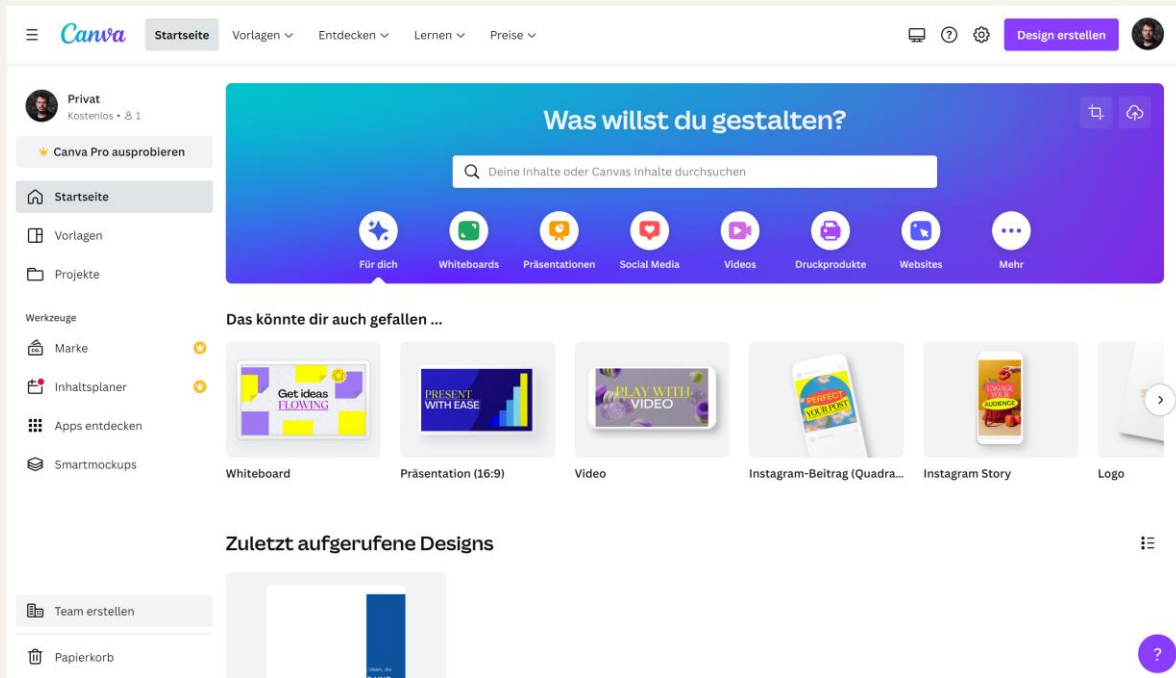 Canva
Startseite
Vorlagen
Entdecken
Lernen
Preise
Design erstellen
Privat
Kostenlos • 1
Canva Pro ausprobieren
Startseite
Vorlagen
Projekte
Werkzeuge
Marke
Inhaltsplaner
Apps entdecken
Smartmockups
Team erstellen
Papierkorb
Was willst du gestalten?
Deine Inhalte oder Canvas Inhalte durchsuchen
Für dich
Whiteboards
Präsentationen
Social Media
Videos
Druckprodukte
Websites
Mehr
Das könnte dir auch gefallen ...
Get ideas
FLOWING
Whiteboard
PRESENT
WITH EASE
Präsentation (16:9)
PLAY WITH
VIDEO
Video
PERFECT
YOUR POST
Instagram-Beitrag (Quadra...
ENGAGE
YOUR
AUDIENCE
Instagram Story
Logo
Zuletzt aufgerufene Designs
?